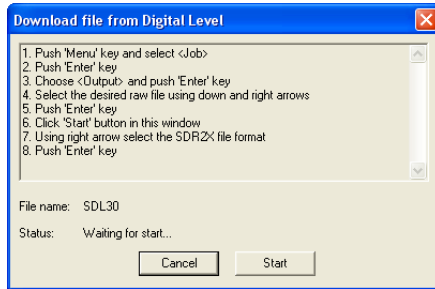 Download file from Digital Level
1. Push 'Menu' key and select <Job>
2. Push 'Enter' key
3. Choose <Output> and push 'Enter' key
4. Select the desired raw file using down and right arrows
5. Push 'Enter' key
6. Click 'Start' button in this window
7. Using right arrow select the SDR2X file format
8. Push 'Enter' key
File name: SDL30
Status: Waiting for start...
Cancel Start